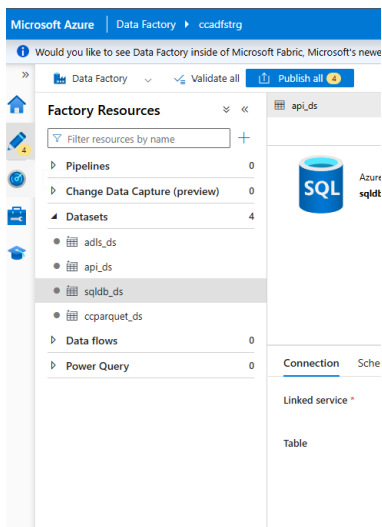 Microsoft Azure Data Factory ccadfstrg
Would you like to see Data Factory inside of Microsoft Fabric, Microsoft's newe
Data Factory Validate all Publish all 4
4
Factory Resources
Filter resources by name
Pipelines 0
Change Data Capture (preview) 0
Datasets 4
adls_ds
api_ds
sqldb_ds
ccparquet_ds
Data flows 0
Power Query 0
api_ds
SQL
Azure
sqldb
Connection Sche
Linked service *
Table